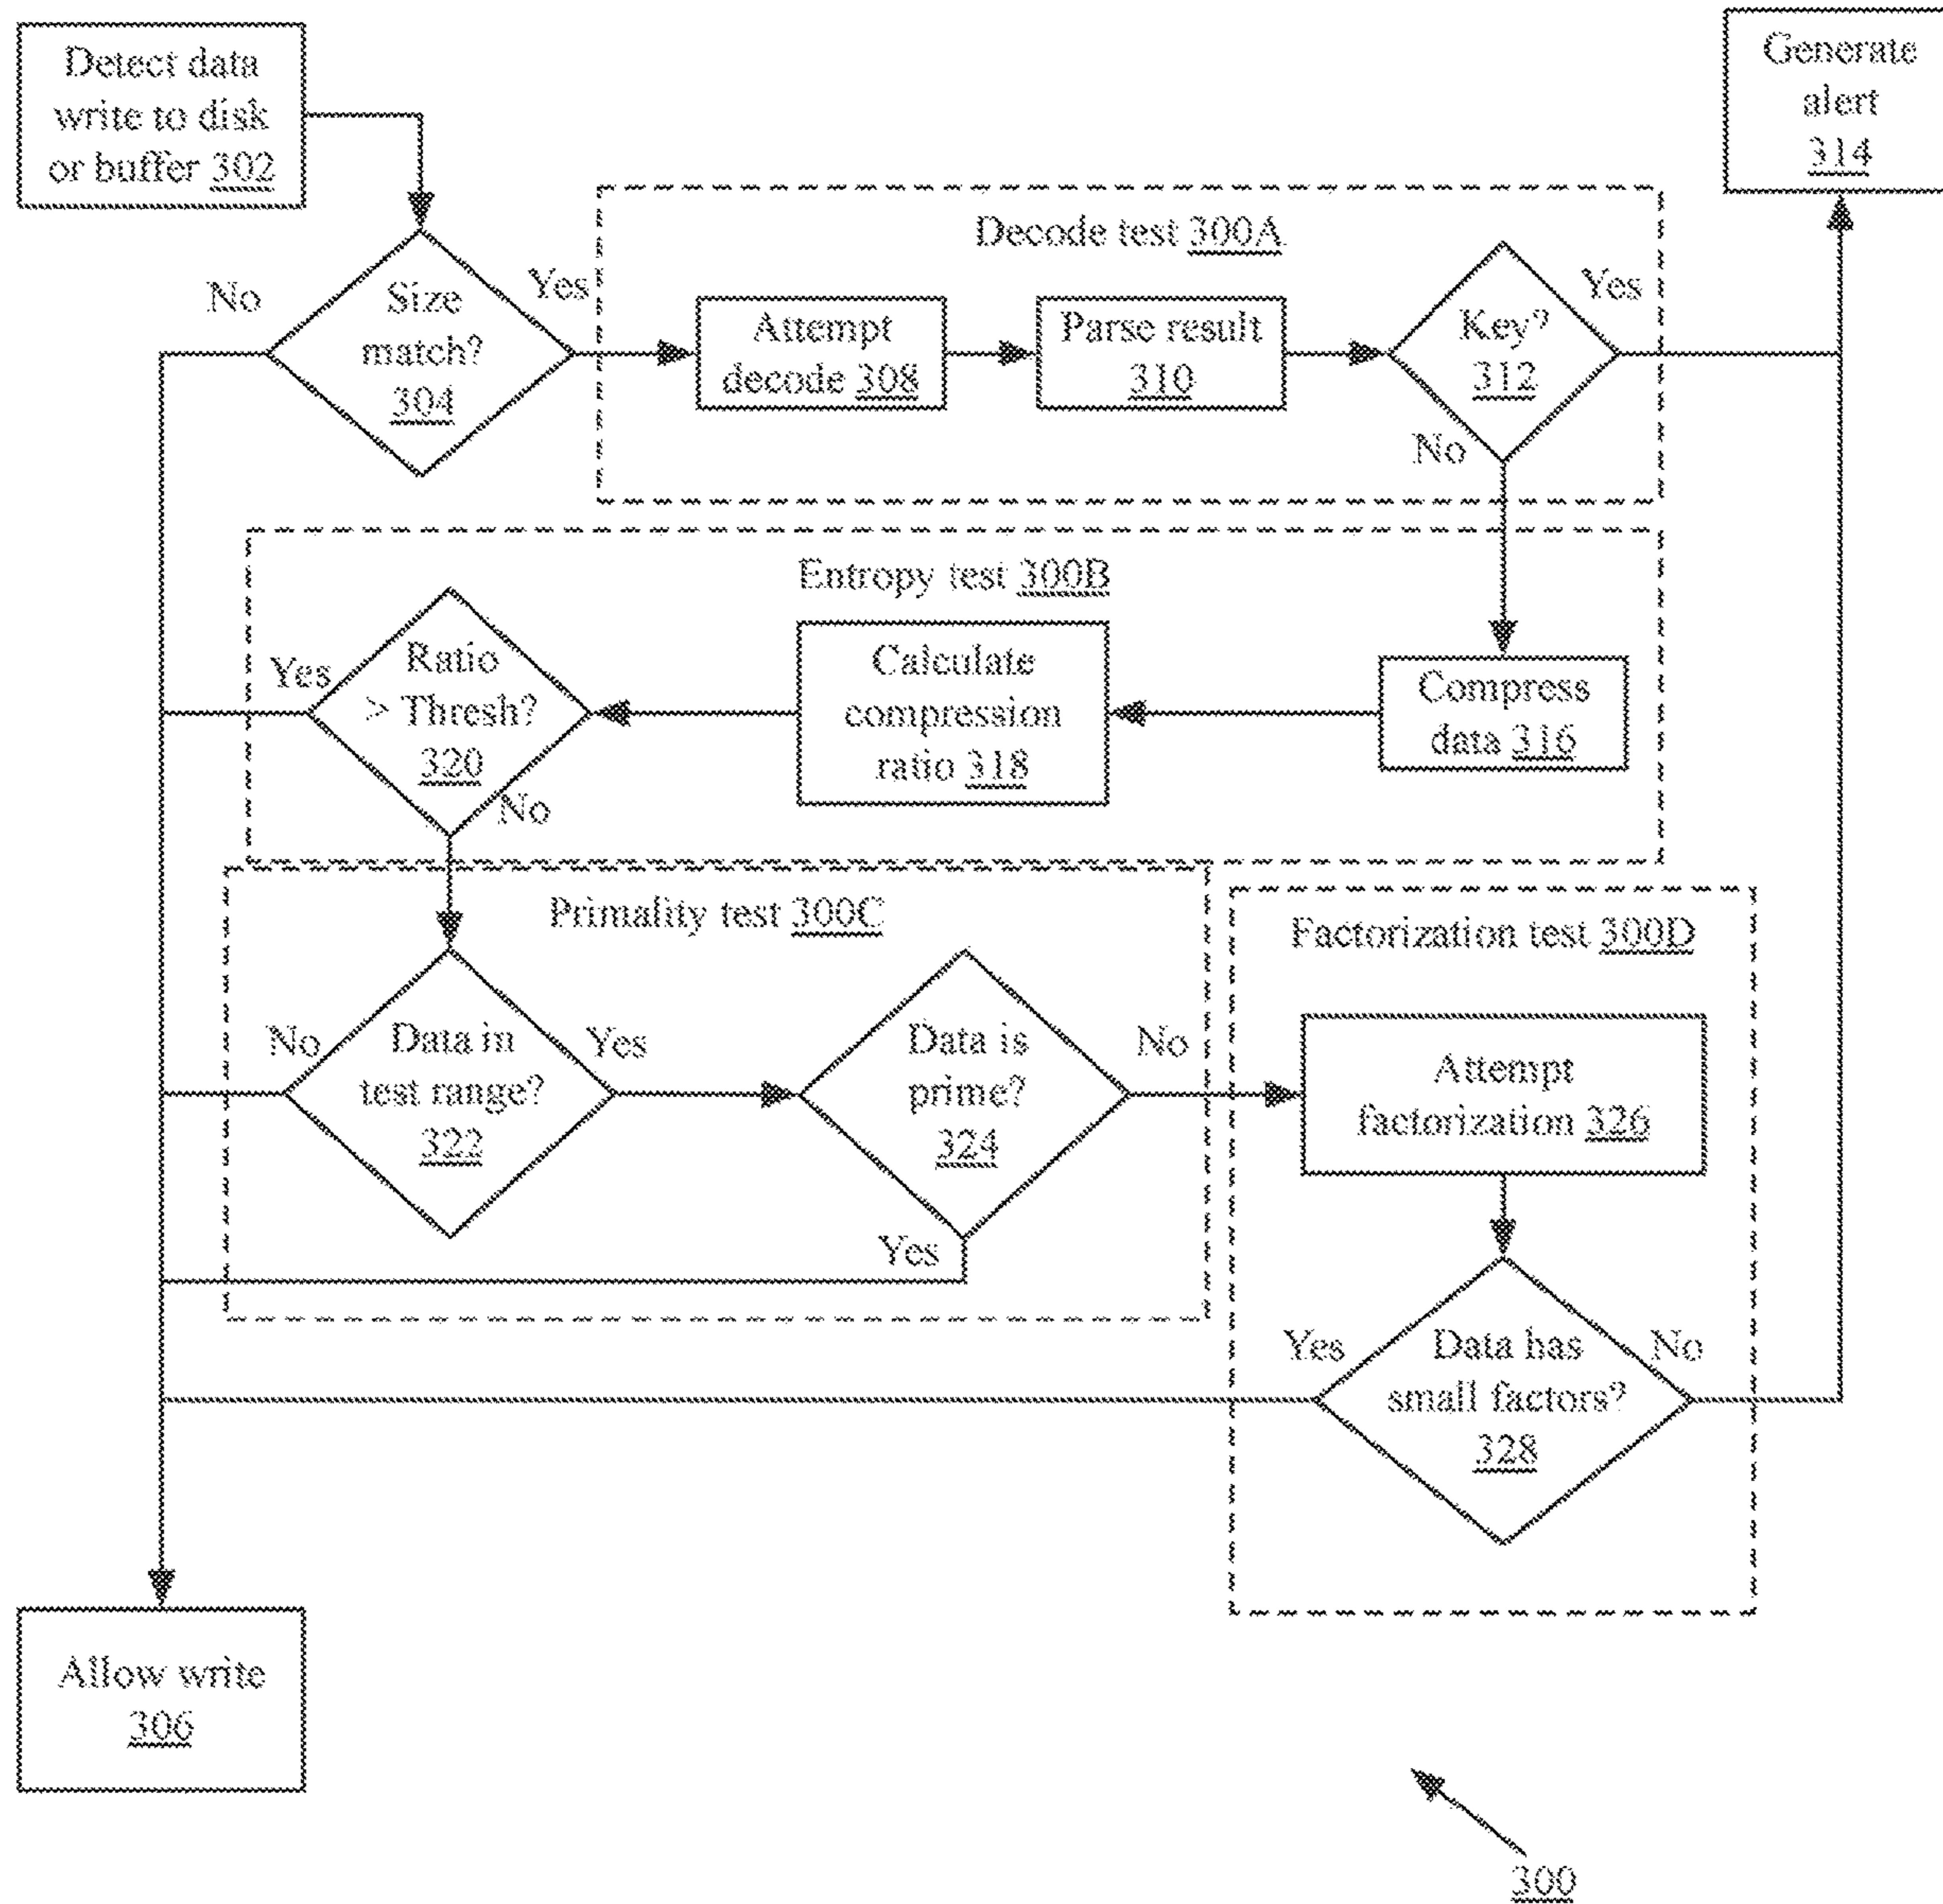 Detect data
write to disk
or buffer 302
Generate
alert
314
Decode test 300A
No
Size
match?
304
Yes
Attempt
decode 308
Parse result
310
Key?
312
Yes
No
Entropy test 300B
Yes
Ratio
> Thresh?
320
No
Calculate
compression
ratio 318
Compress
data 316
Primality test 300C
No
Data in
test range?
322
Yes
Data is
prime?
324
No
Yes
Factorization test 300D
Attempt
factorization 326
Yes
Data has
small factors?
328
No
Allow write
306
300